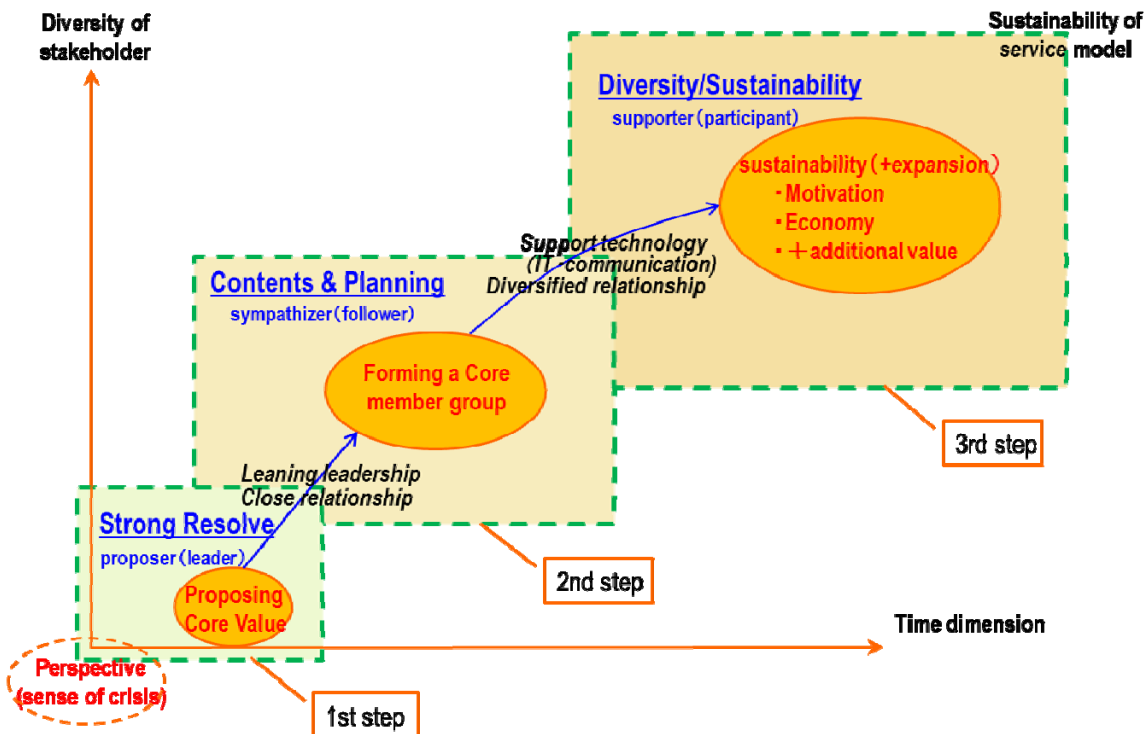 Diversity of
stakeholder
Sustainability of
service model
Diversity/Sustainability
supporter(participant)
sustainability(+expansion)
・Motivation
・Economy
・＋additional value
Support technology
(IT -communication)
Diversified relationship
Contents & Planning
sympathizer(follower)
Forming a Core
member group
3rd step
Leaning leadership
Close relationship
Strong Resolve
proposer(leader)
Proposing
Core Value
2nd step
Time dimension
Perspective
(sense of crisis)
1st step